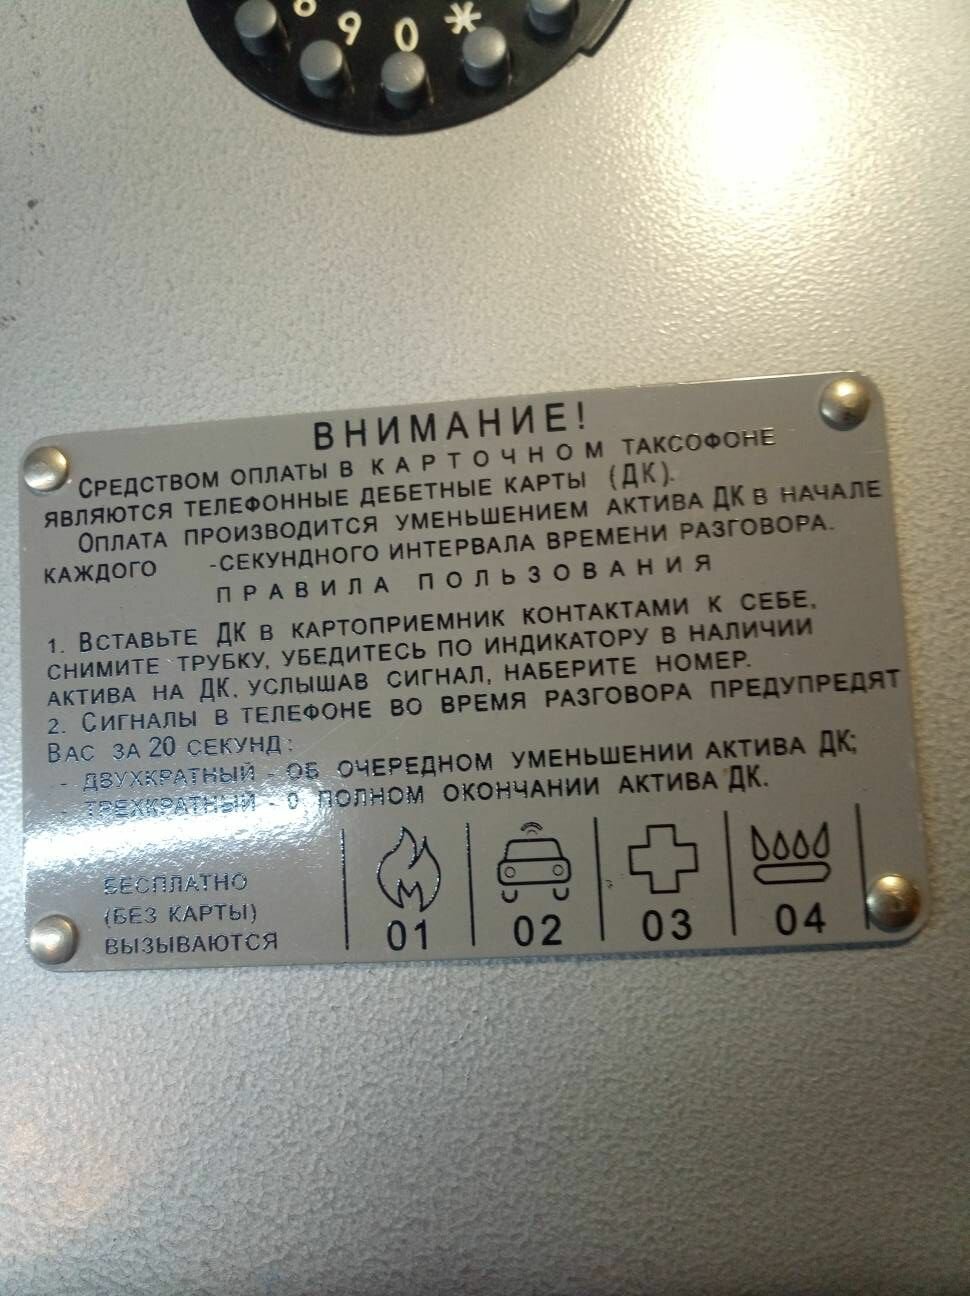 8 9 0 *
ВНИМАНИЕ!
СРЕДСТВОМ ОПЛАТЫ В КАРТОЧНОМ ТАКСОФОНЕ
ЯВЛЯЮТСЯ ТЕЛЕФОННЫЕ ДЕБЕТНЫЕ КАРТЫ (ДК).
ОПЛАТА ПРОИЗВОДИТСЯ УМЕНЬШЕНИЕМ АКТИВА ДК В НАЧАЛЕ
КАЖДОГО -СЕКУНДНОГО ИНТЕРВАЛА ВРЕМЕНИ РАЗГОВОРА.
ПРАВИЛА ПОЛЬЗОВАНИЯ
1. ВСТАВЬТЕ ДК В КАРТОПРИЕМНИК КОНТАКТАМИ К СЕБЕ,
СНИМИТЕ ТРУБКУ, УБЕДИТЕСЬ ПО ИНДИКАТОРУ В НАЛИЧИИ
АКТИВА НА ДК. УСЛЫШАВ СИГНАЛ, НАБЕРИТЕ НОМЕР.
2. СИГНАЛЫ В ТЕЛЕФОНЕ ВО ВРЕМЯ РАЗГОВОРА ПРЕДУПРЕДЯТ
ВАС ЗА 20 СЕКУНД:
- ДВУХКРАТНЫЙ - ОБ ОЧЕРЕДНОМ УМЕНЬШЕНИИ АКТИВА ДК;
- ТРЕХКРАТНЫЙ - О ПОЛНОМ ОКОНЧАНИИ АКТИВА ДК.
БЕСПЛАТНО
(БЕЗ КАРТЫ)
ВЫЗЫВАЮТСЯ
01 02 03 04